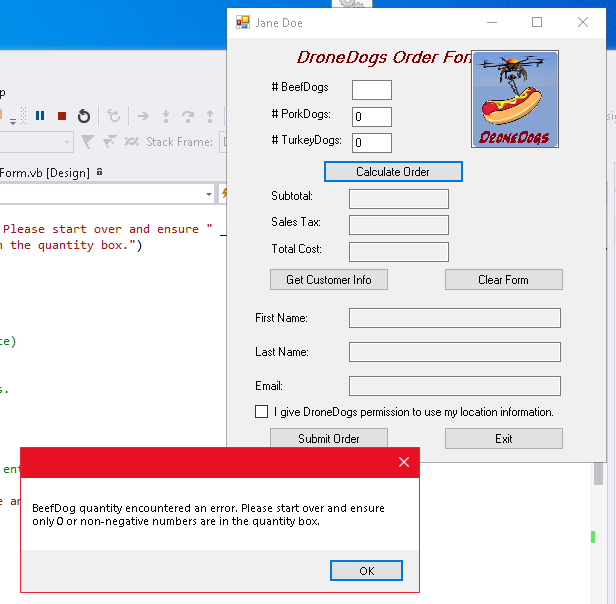 Jane Doe
DroneDogs Order For
# BeefDogs
# PorkDogs: 0
# TurkeyDogs: 0
DRONEDOGS
Calculate Order
Subtotal:
Sales Tax:
Total Cost:
Get Customer Info Clear Form
First Name:
Last Name:
Email:
I give DroneDogs permission to use my location information.
Submit Order Exit
p
Stack Frame:
Form.vb [Design]
Please start over and ensure " _
n the quantity box.")
te)
s.
ent
e an
BeefDog quantity encountered an error. Please start over and ensure
only 0 or non-negative numbers are in the quantity box.
OK